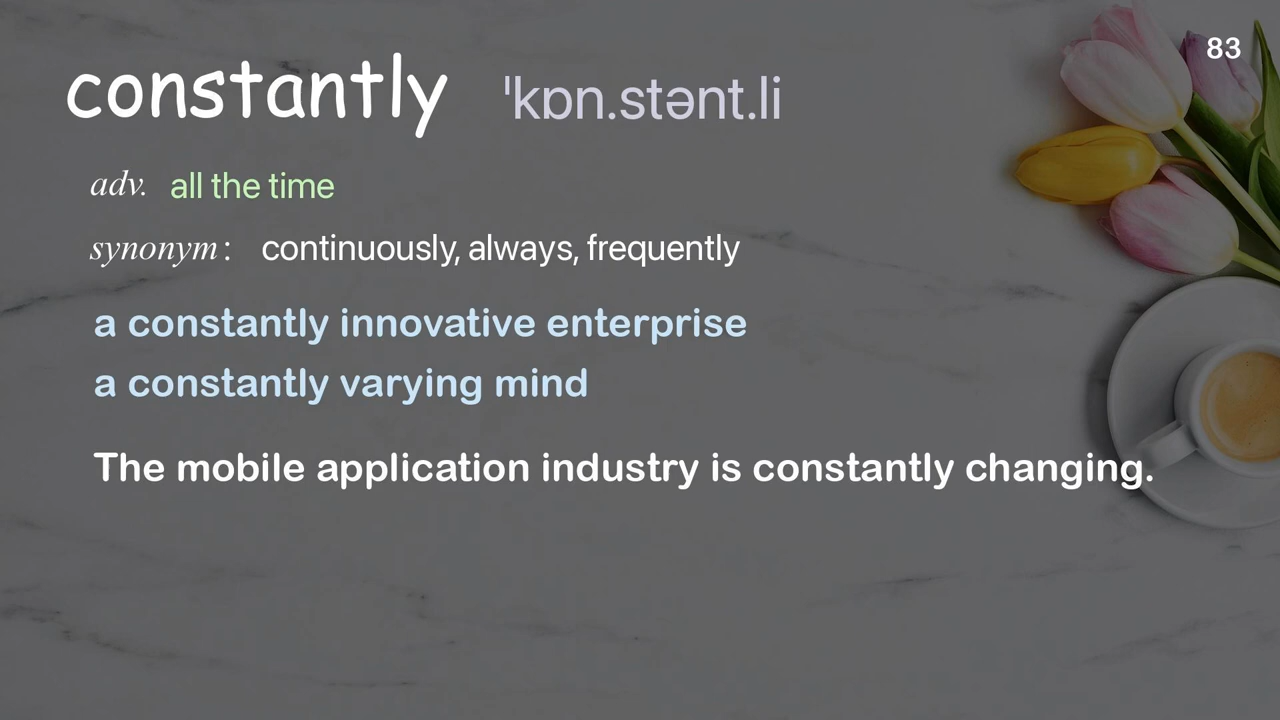 83
constantly ˈkɒn.stənt.li
adv. all the time
synonym : continuously, always, frequently
a constantly innovative enterprise
a constantly varying mind
The mobile application industry is constantly changing.